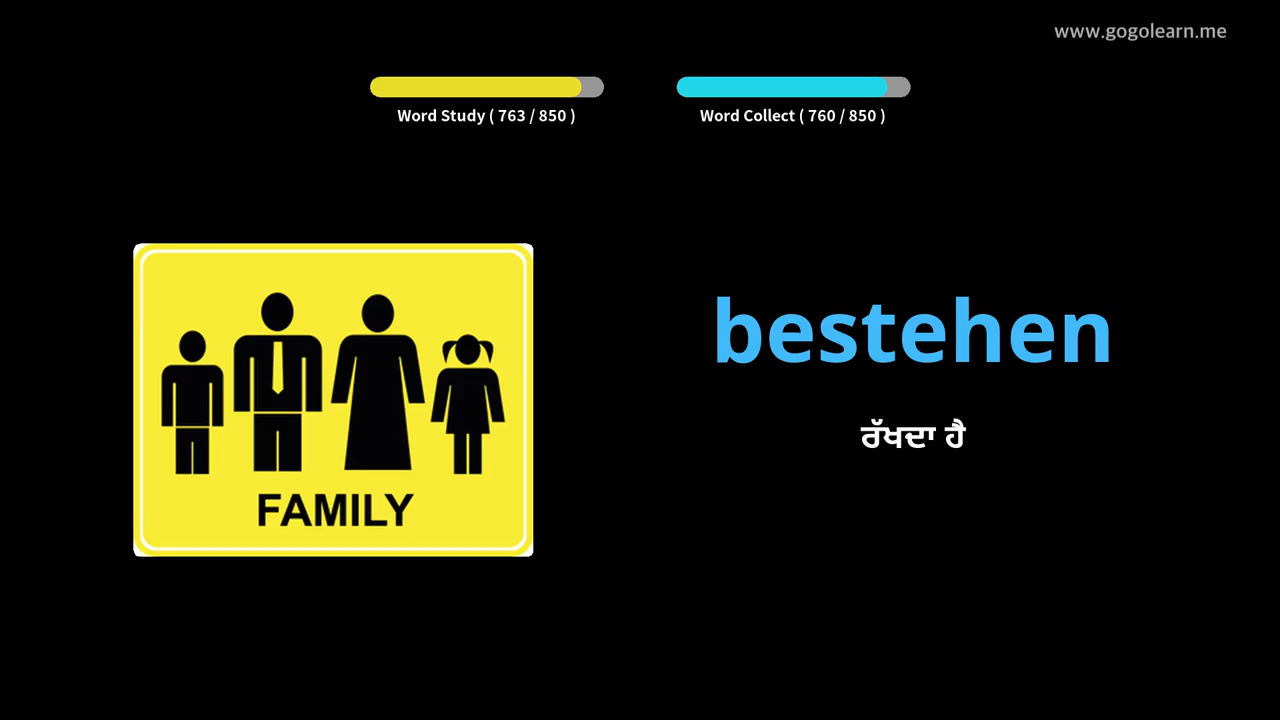 www.gogolearn.me
Word Study ( 763 / 850 )
Word Collect ( 760 / 850 )
FAMILY
bestehen
ਰੱਖਦਾ ਹੈ